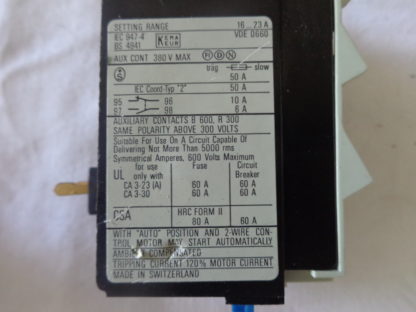 SETTING RANGE 16...23 A
IEC 947-4 KEMA KEUR VDE 0660
BS 4941
AUX CONT 380V MAX F D N
S trag slow
50 A
IEC Coord-Typ "2" 50 A
95 96 10 A
97 98 6 A
AUXILIARY CONTACTS B 600, R 300
SAME POLARITY ABOVE 300 VOLTS
Suitable For Use On A Circuit Capable Of
Delivering Not More Than 5000 rms
Symmetrical Amperes, 600 Volts Maximum
for use Fuse Circuit
UL only with Breaker
CA 3-23 (A) 60 A 60 A
CA 3-30 60 A 60 A
CSA HRC FORM II
80 A 60 A
WITH "AUTO" POSITION AND 2-WIRE CON-
TROL MOTOR MAY START AUTOMATICALLY
AMBIENT COMPENSATED
TRIPPING CURRENT 120% MOTOR CURRENT
MADE IN SWITZERLAND